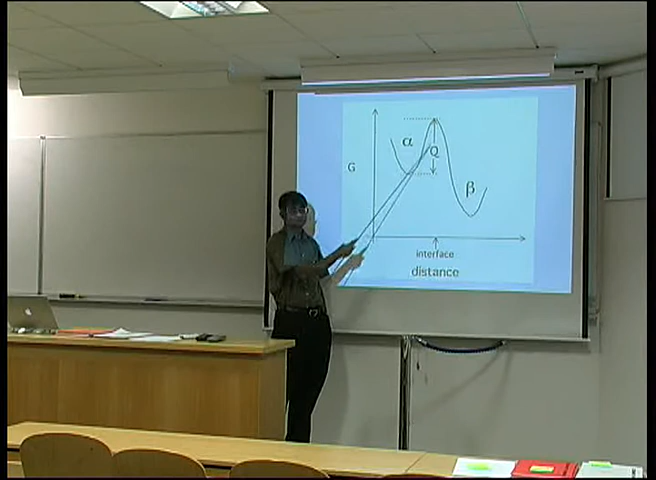 α
Q
G
β
interface
distance